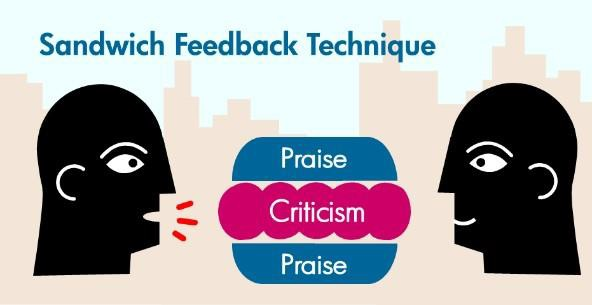 Sandwich Feedback Technique
Praise
Criticism
Praise